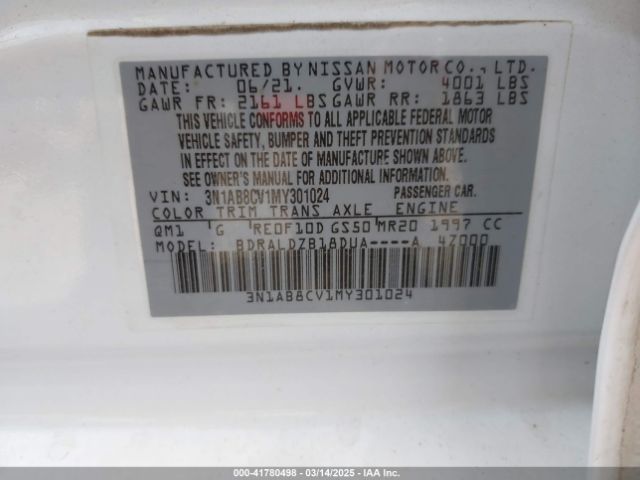 MANUFACTURED BY NISSAN MOTOR CO., LTD.
DATE: 06/21. GVWR: 4001 LBS
GAWR FR: 2161 LBS GAWR RR: 1863 LBS
THIS VEHICLE CONFORMS TO ALL APPLICABLE FEDERAL MOTOR
VEHICLE SAFETY, BUMPER AND THEFT PREVENTION STANDARDS
IN EFFECT ON THE DATE OF MANUFACTURE SHOWN ABOVE.
SEE OWNER'S MANUAL FOR ADDITIONAL INFORMATION.
VIN: 3N1AB8CV1MY301024 PASSENGER CAR.
COLOR TRIM TRANS AXLE ENGINE
QM1 G RE0F10D GS50 MR20 1997 CC
MODEL: BDRALDZB18DUA----A 4Z000
3N1AB8CV1MY301024
000-41780498 - 03/14/2025 - IAA Inc.